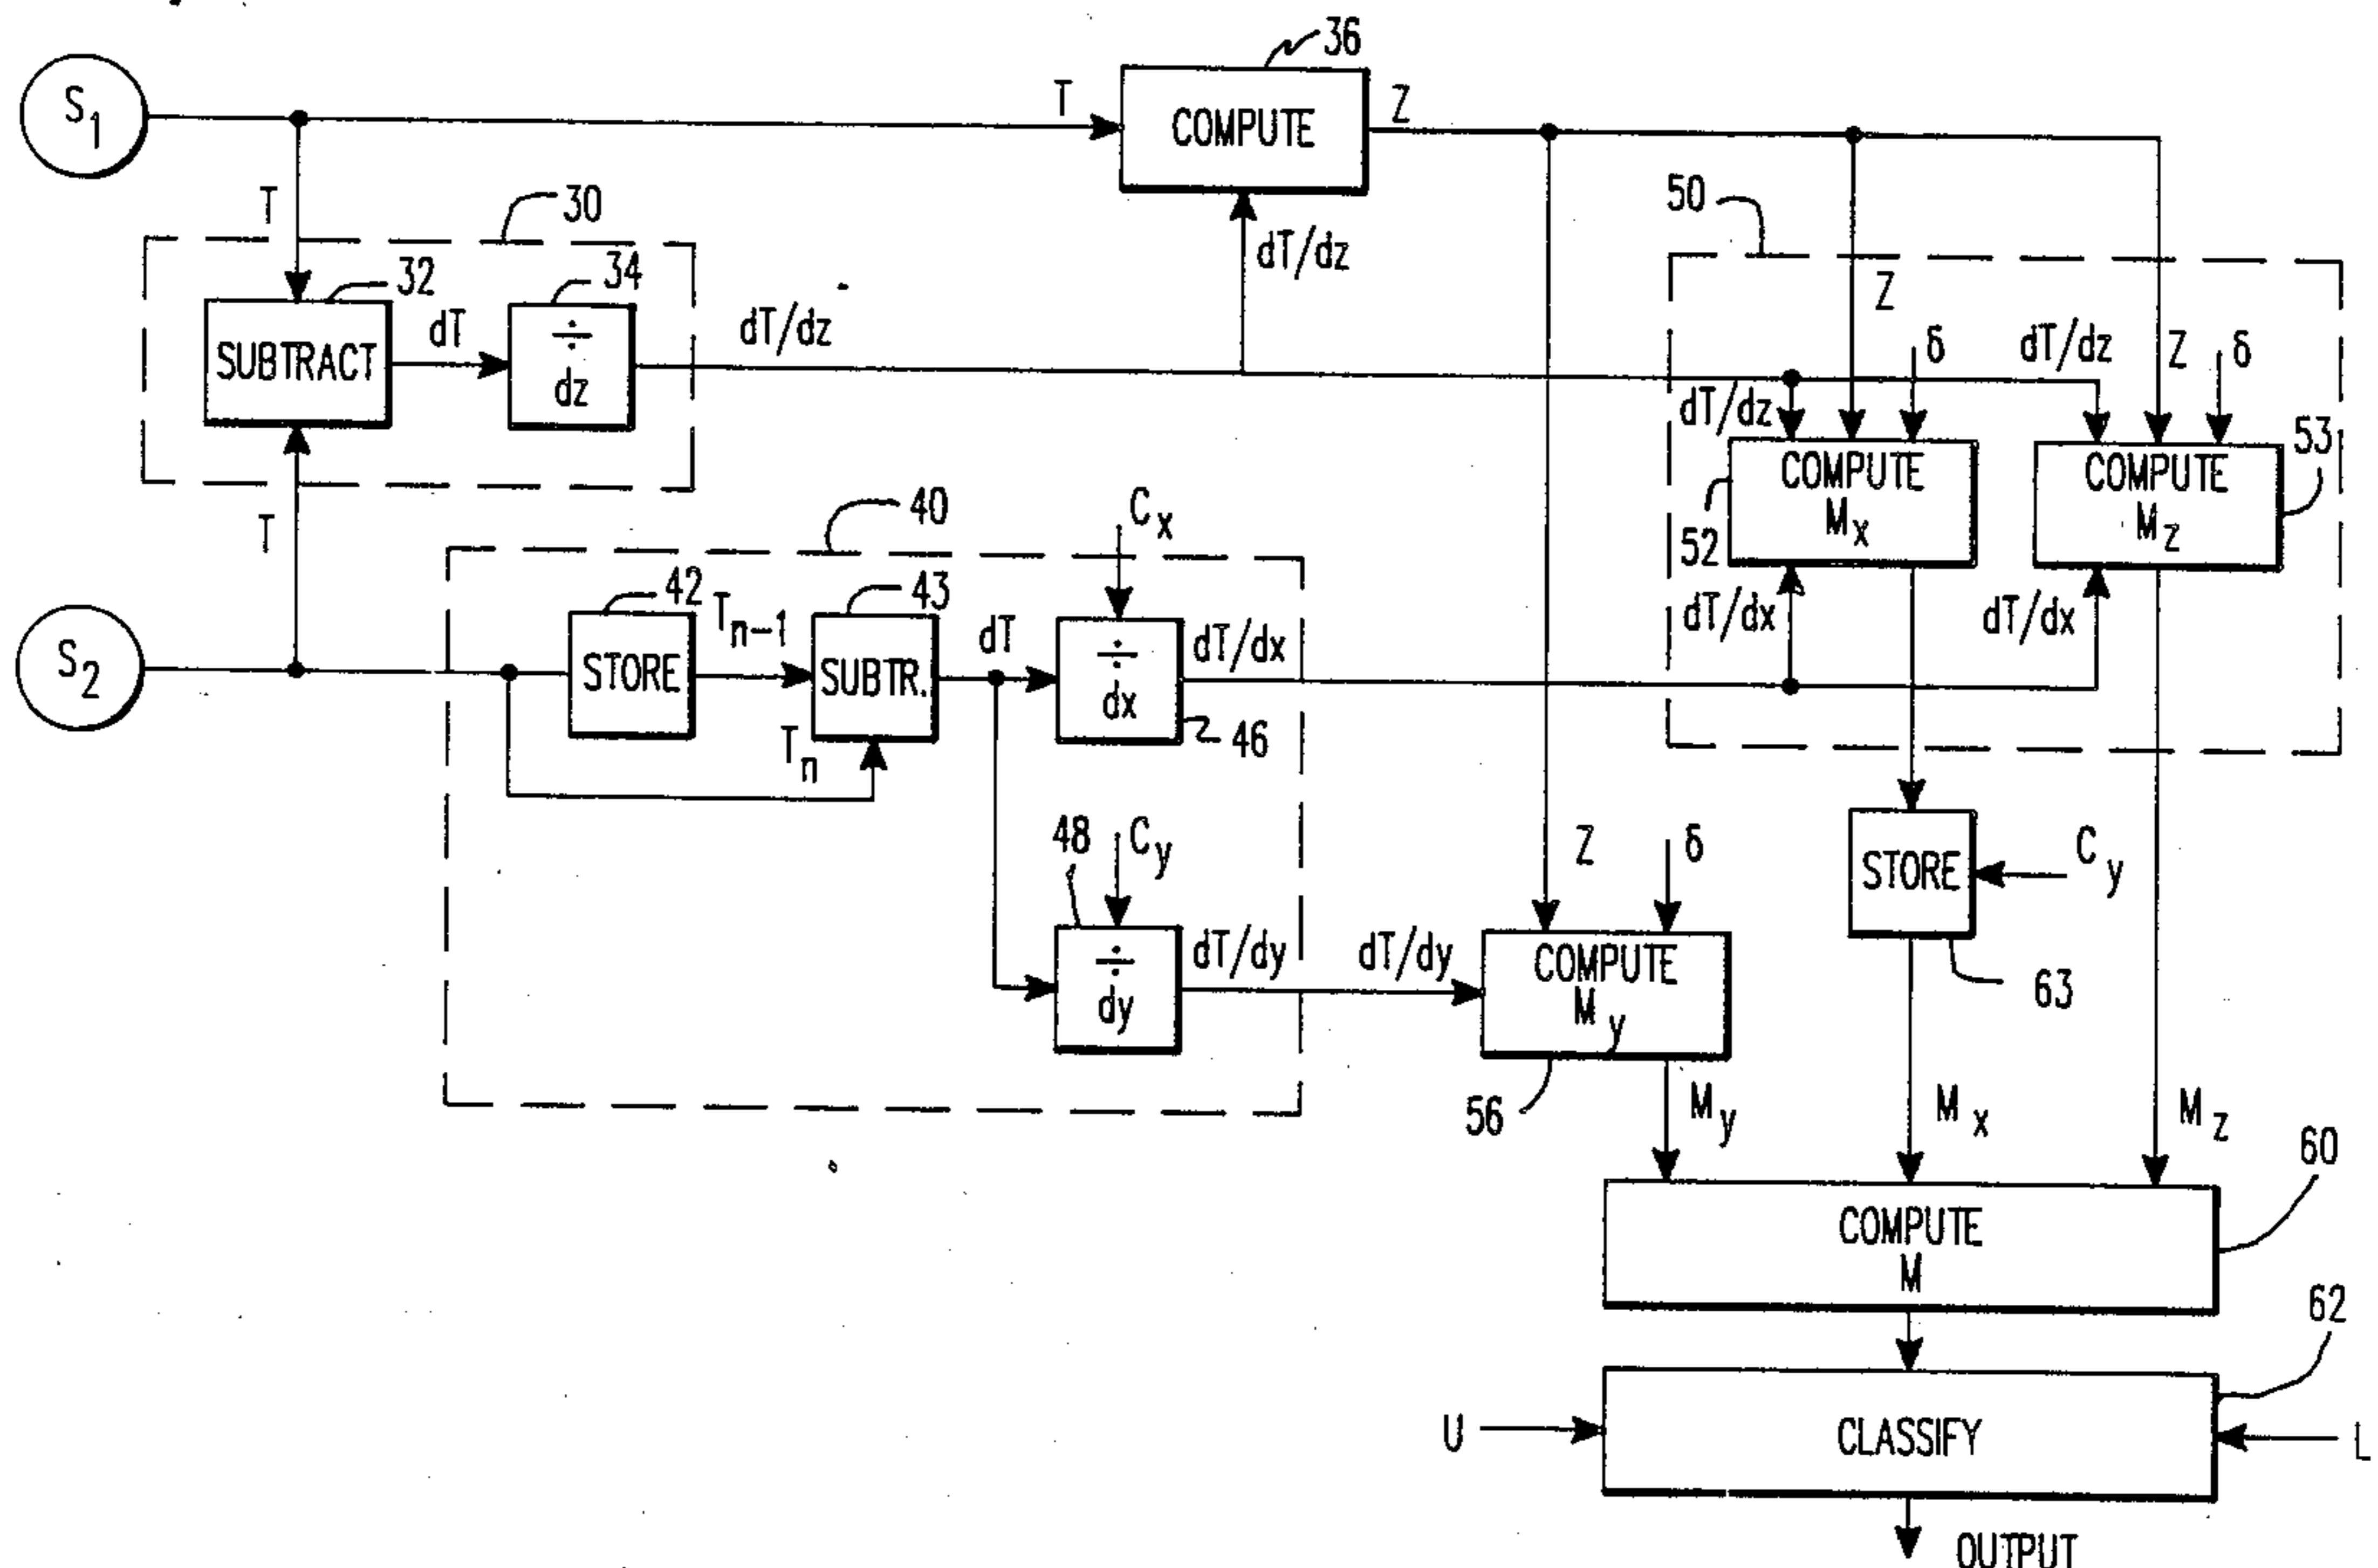 36
S1
T
COMPUTE
Z
T
30
50
dT/dz
32
34
SUBTRACT
dT
÷
dz
dT/dz
Z
δ
dT/dz
Z
δ
dT/dz
53
COMPUTE
Mx
COMPUTE
Mz
52
T
40
Cx
42
Tn-1
43
dT
÷
dx
dT/dx
dT/dx
dT/dx
S2
STORE
SUBTR.
Tn
46
48
Cy
Z
δ
STORE
Cy
÷
dy
dT/dy
dT/dy
COMPUTE
My
63
56
My
Mx
Mz
60
COMPUTE
M
62
U
CLASSIFY
L
OUTPUT